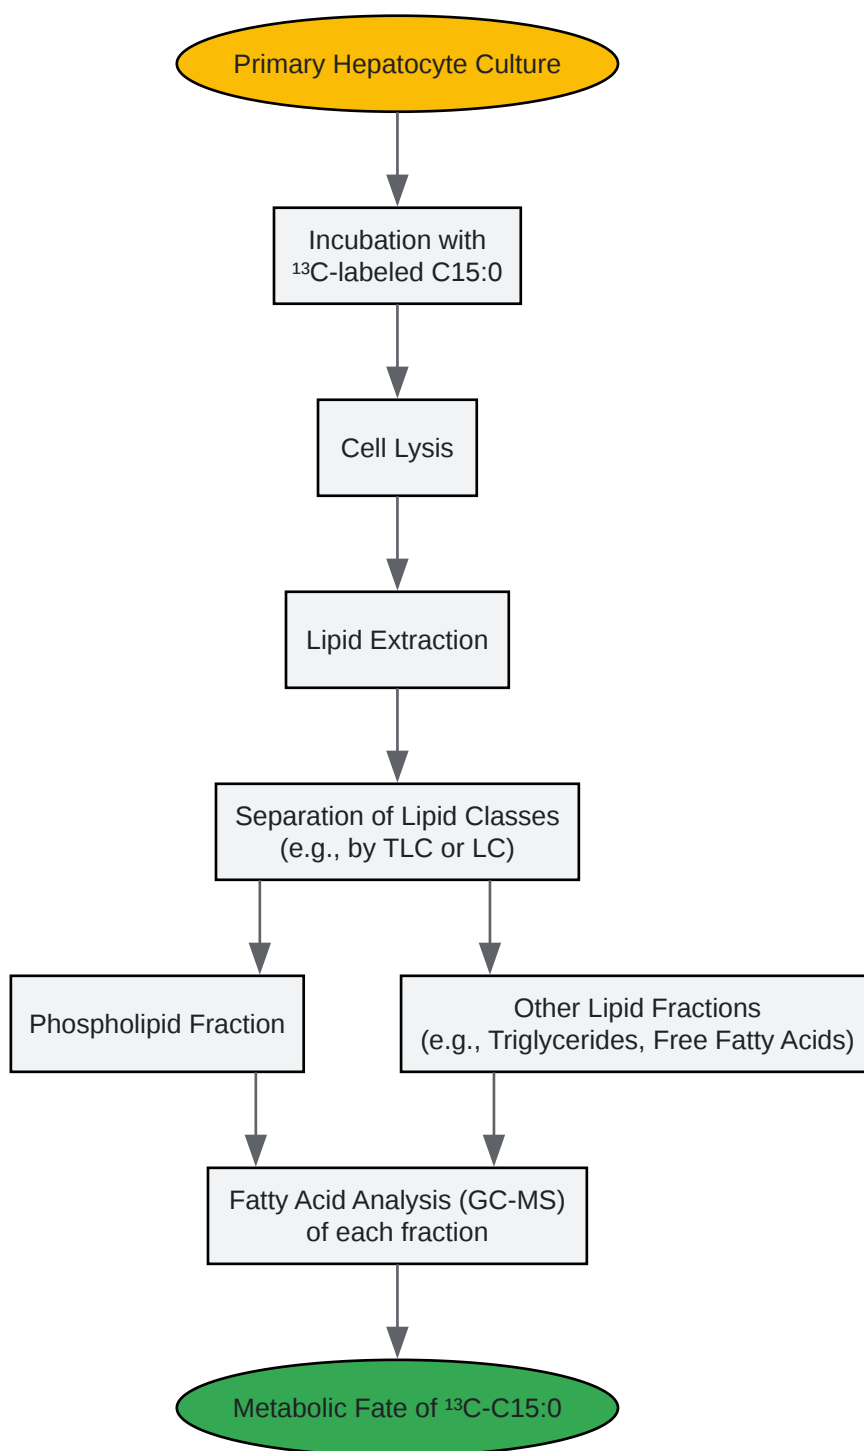 Primary Hepatocyte Culture
Incubation with
¹³C-labeled C15:0
Cell Lysis
Lipid Extraction
Separation of Lipid Classes
(e.g., by TLC or LC)
Phospholipid Fraction
Other Lipid Fractions
(e.g., Triglycerides, Free Fatty Acids)
Fatty Acid Analysis (GC-MS)
of each fraction
Metabolic Fate of ¹³C-C15:0